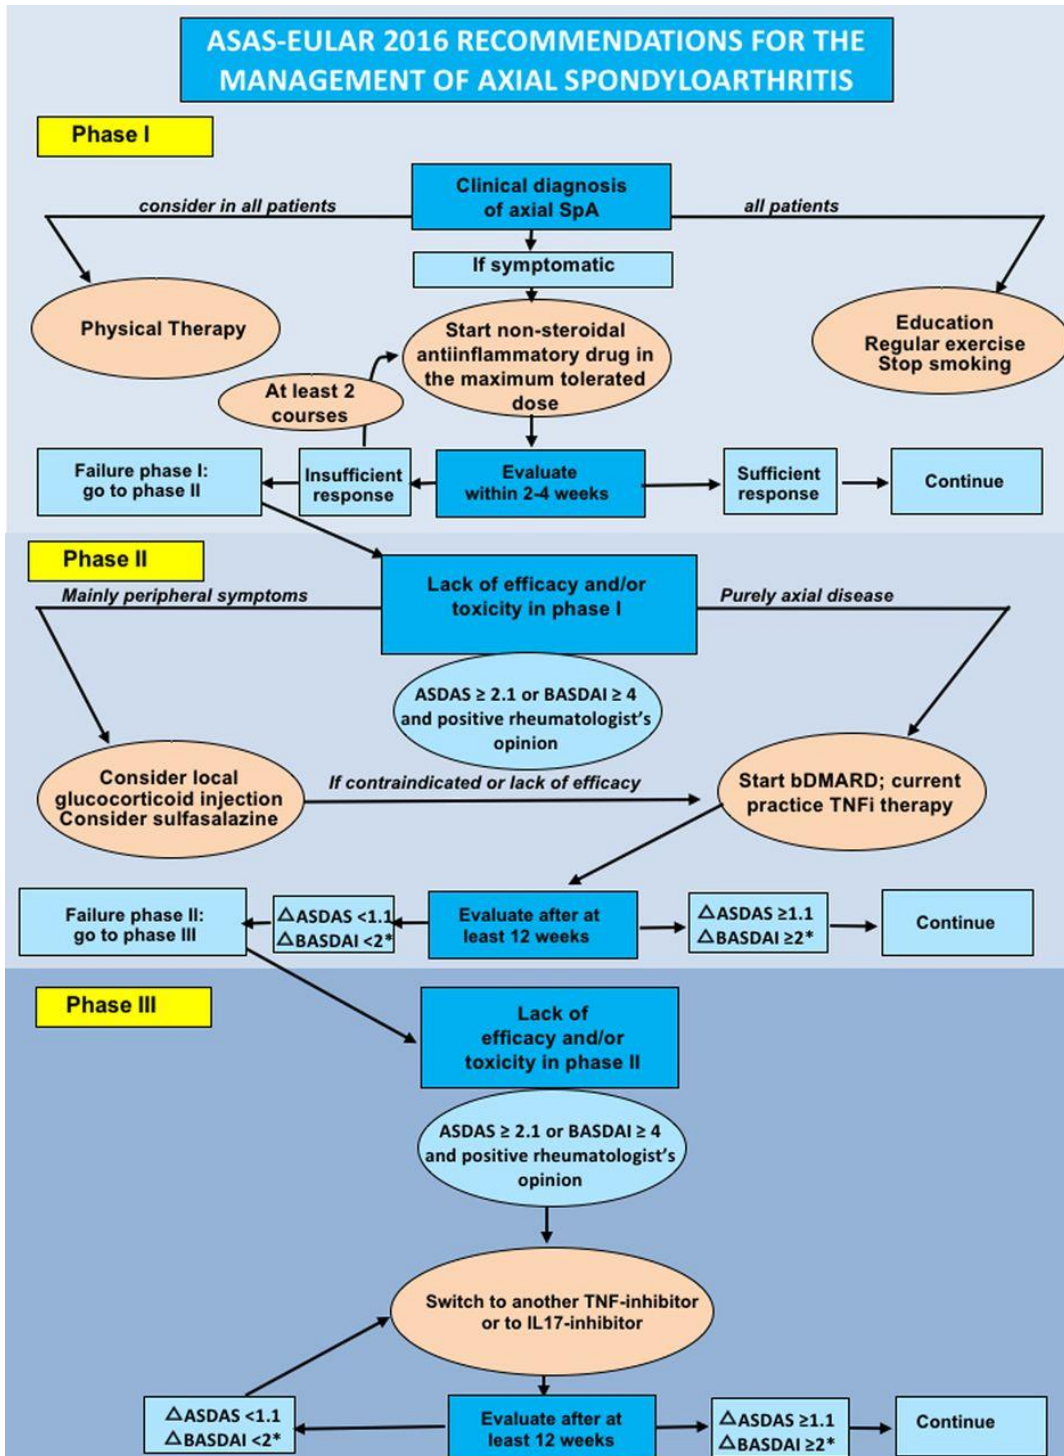 ASAS-EULAR 2016 RECOMMENDATIONS FOR THE
MANAGEMENT OF AXIAL SPONDYLOARTHRITIS
Phase I
Clinical diagnosis
of axial SpA
consider in all patients
all patients
If symptomatic
Physical Therapy
Start non-steroidal
antiinflammatory drug in
the maximum tolerated
dose
Education
Regular exercise
Stop smoking
At least 2
courses
Failure phase I:
go to phase II
Insufficient
response
Evaluate
within 2-4 weeks
Sufficient
response
Continue
Phase II
Lack of efficacy and/or
toxicity in phase I
Mainly peripheral symptoms
Purely axial disease
ASDAS ≥ 2.1 or BASDAI ≥ 4
and positive rheumatologist's
opinion
Consider local
glucocorticoid injection
Consider sulfasalazine
If contraindicated or lack of efficacy
Start bDMARD; current
practice TNFi therapy
Failure phase II:
go to phase III
△ASDAS <1.1
△BASDAI <2*
Evaluate after at
least 12 weeks
△ASDAS ≥1.1
△BASDAI ≥2*
Continue
Phase III
Lack of
efficacy and/or
toxicity in phase II
ASDAS ≥ 2.1 or BASDAI ≥ 4
and positive rheumatologist's
opinion
Switch to another TNF-inhibitor
or to IL17-inhibitor
△ASDAS <1.1
△BASDAI <2*
Evaluate after at
least 12 weeks
△ASDAS ≥1.1
△BASDAI ≥2*
Continue